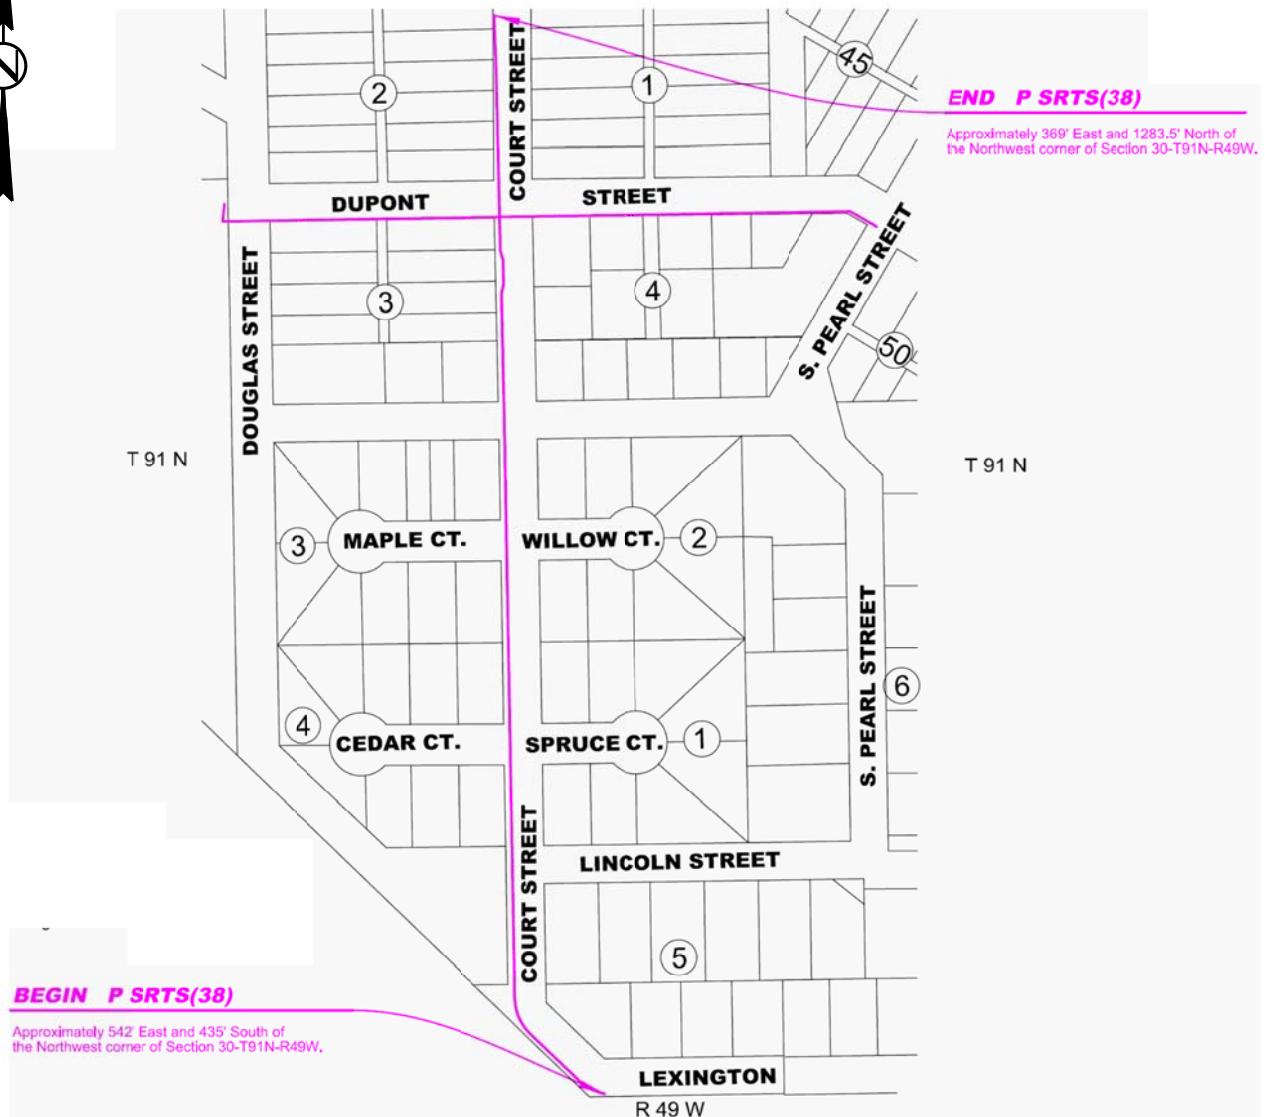 N
COURT STREET
45
2
1
END P SRTS(38)
Approximately 369' East and 1283.5' North of
the Northwest corner of Section 30-T91N-R49W.
DUPONT
STREET
DOUGLAS STREET
S. PEARL STREET
3
4
50
T 91 N
T 91 N
3
MAPLE CT.
WILLOW CT.
2
S. PEARL STREET
6
4
CEDAR CT.
SPRUCE CT.
1
COURT STREET
LINCOLN STREET
5
BEGIN P SRTS(38)
Approximately 542' East and 435' South of
the Northwest corner of Section 30-T91N-R49W.
LEXINGTON
R 49 W